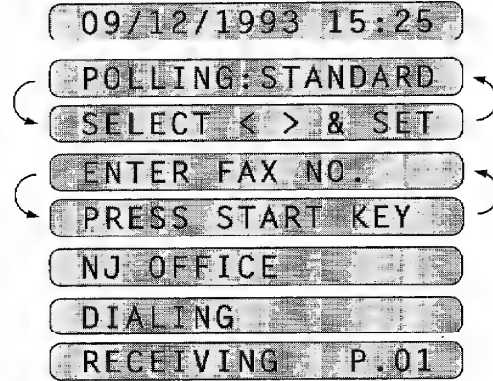 09/12/1993 15:25
POLLING:STANDARD
SELECT < > & SET
ENTER FAX NO.
PRESS START KEY
NJ OFFICE
DIALING
RECEIVING P.01